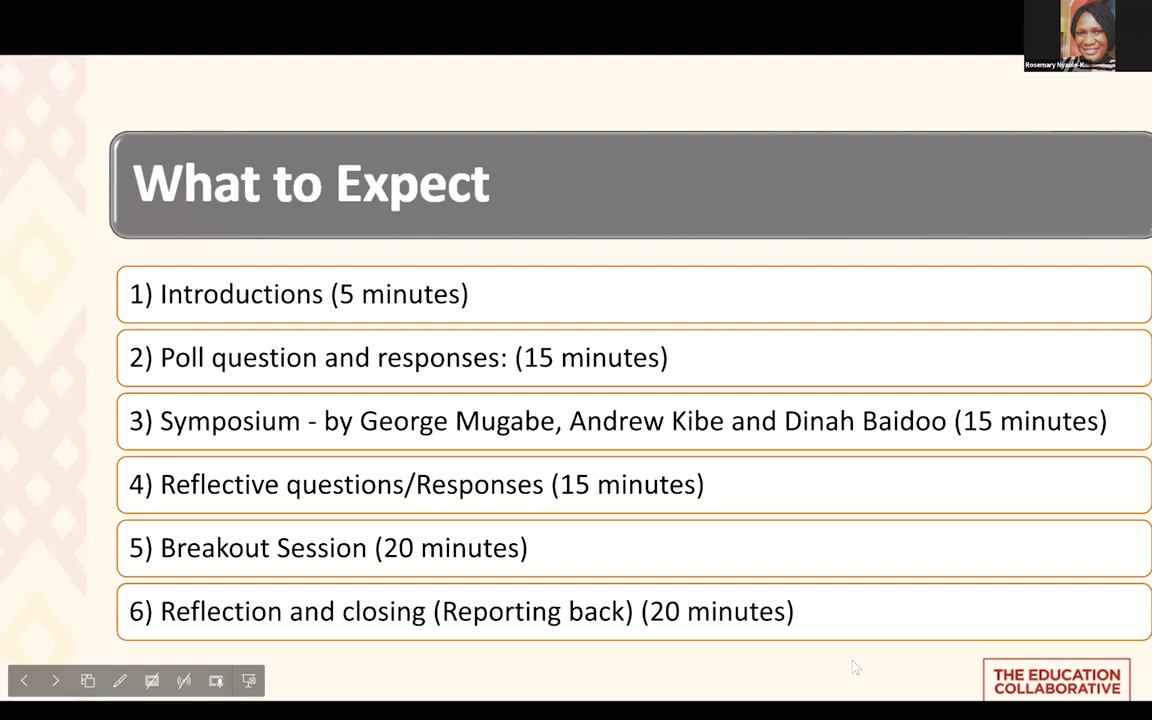 Rosemary Nyaole-K...
What to Expect
1) Introductions (5 minutes)
2) Poll question and responses: (15 minutes)
3) Symposium - by George Mugabe, Andrew Kibe and Dinah Baidoo (15 minutes)
4) Reflective questions/Responses (15 minutes)
5) Breakout Session (20 minutes)
6) Reflection and closing (Reporting back) (20 minutes)
THE EDUCATION
COLLABORATIVE